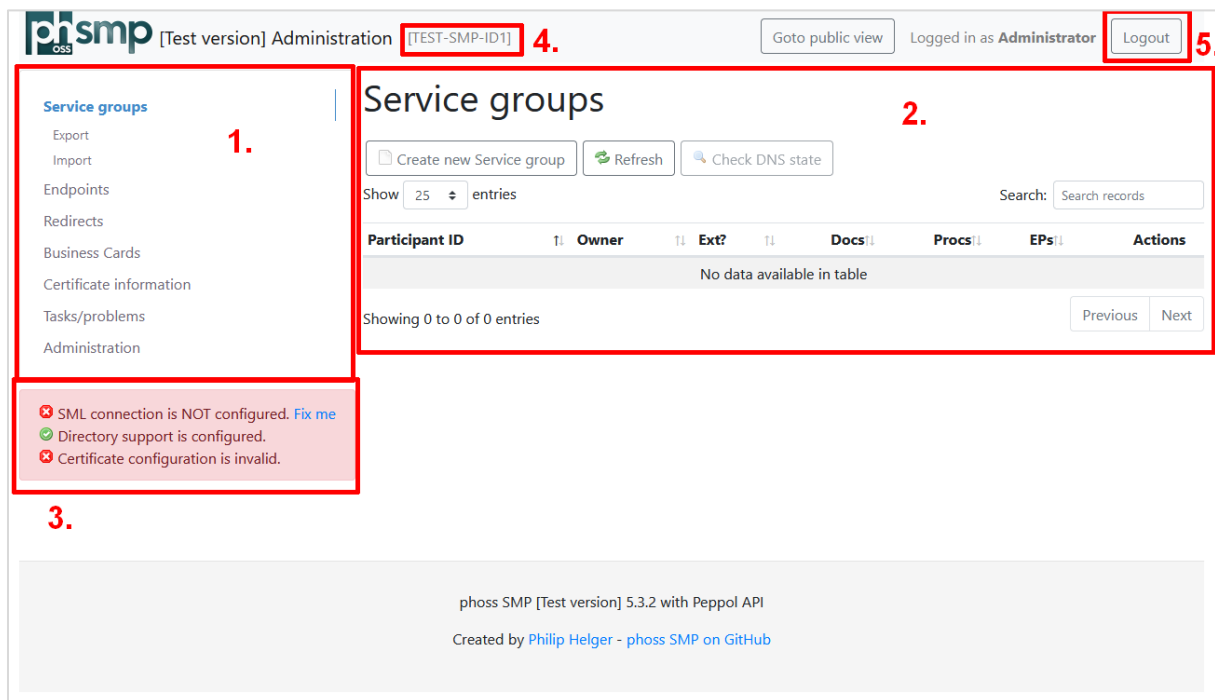 phoss smp [Test version] Administration [TEST-SMP-ID1] 4. Goto public view Logged in as Administrator Logout 5.
Service groups
Export
Import
1.
Endpoints
Redirects
Business Cards
Certificate information
Tasks/problems
Administration
Service groups
2.
Create new Service group Refresh Check DNS state
Show 25 entries Search: Search records
Participant ID Owner Ext? Docs Procs EPs Actions
No data available in table
Showing 0 to 0 of 0 entries Previous Next
SML connection is NOT configured. Fix me
Directory support is configured.
Certificate configuration is invalid.
3.
phoss SMP [Test version] 5.3.2 with Peppol API
Created by Philip Helger - phoss SMP on GitHub